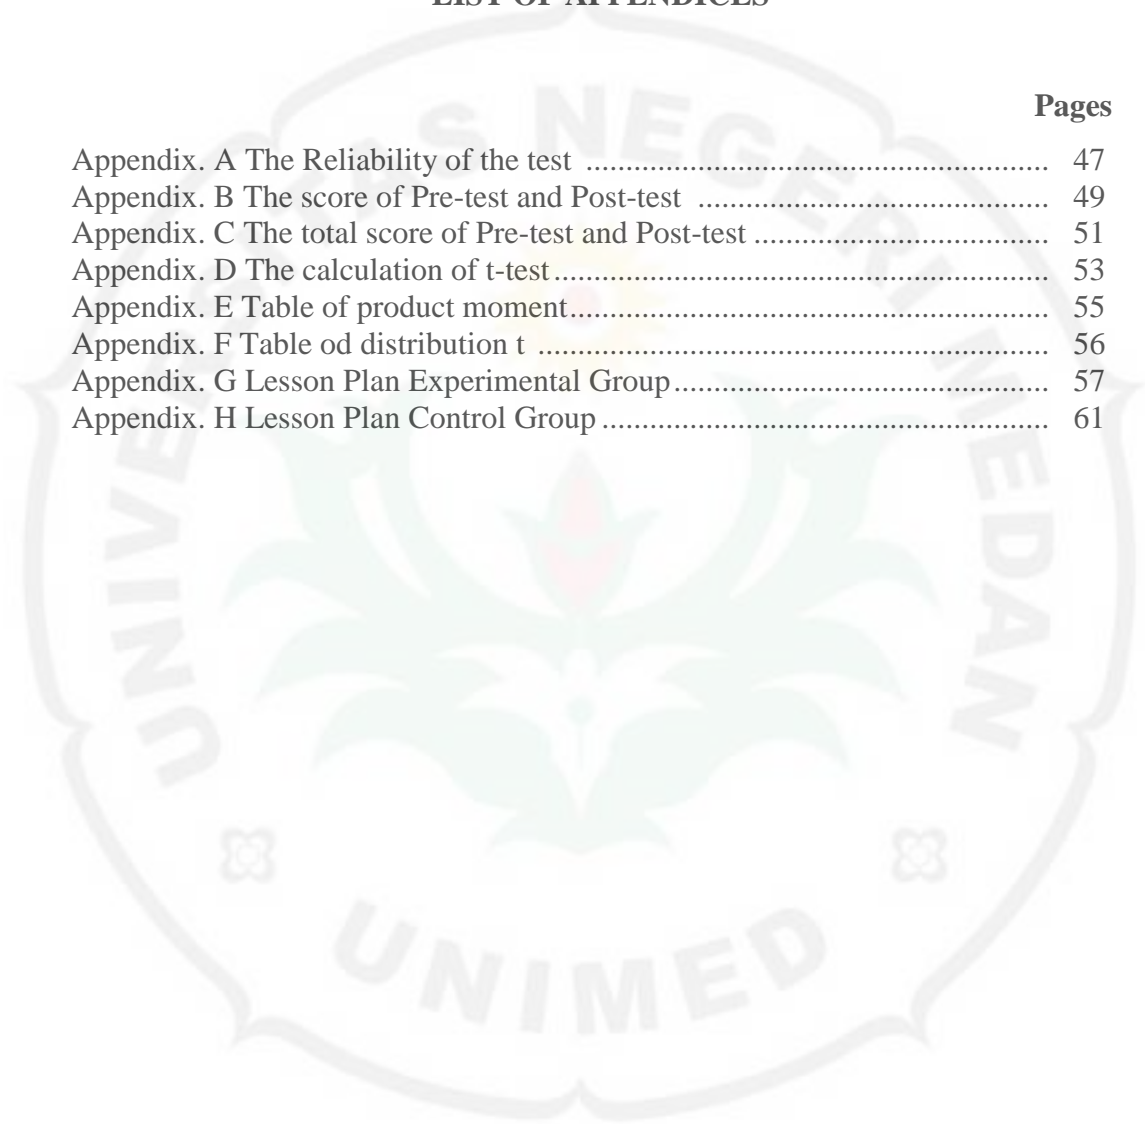 LIST OF APPENDICES
Pages
Appendix. A The Reliability of the test ................................................... 47
Appendix. B The score of Pre-test and Post-test ....................................... 49
Appendix. C The total score of Pre-test and Post-test ................................. 51
Appendix. D The calculation of t-test ....................................................... 53
Appendix. E Table of product moment ..................................................... 55
Appendix. F Table od distribution t ......................................................... 56
Appendix. G Lesson Plan Experimental Group .......................................... 57
Appendix. H Lesson Plan Control Group .................................................. 61
UNIVERSITAS NEGERI MEDAN
UNIMED